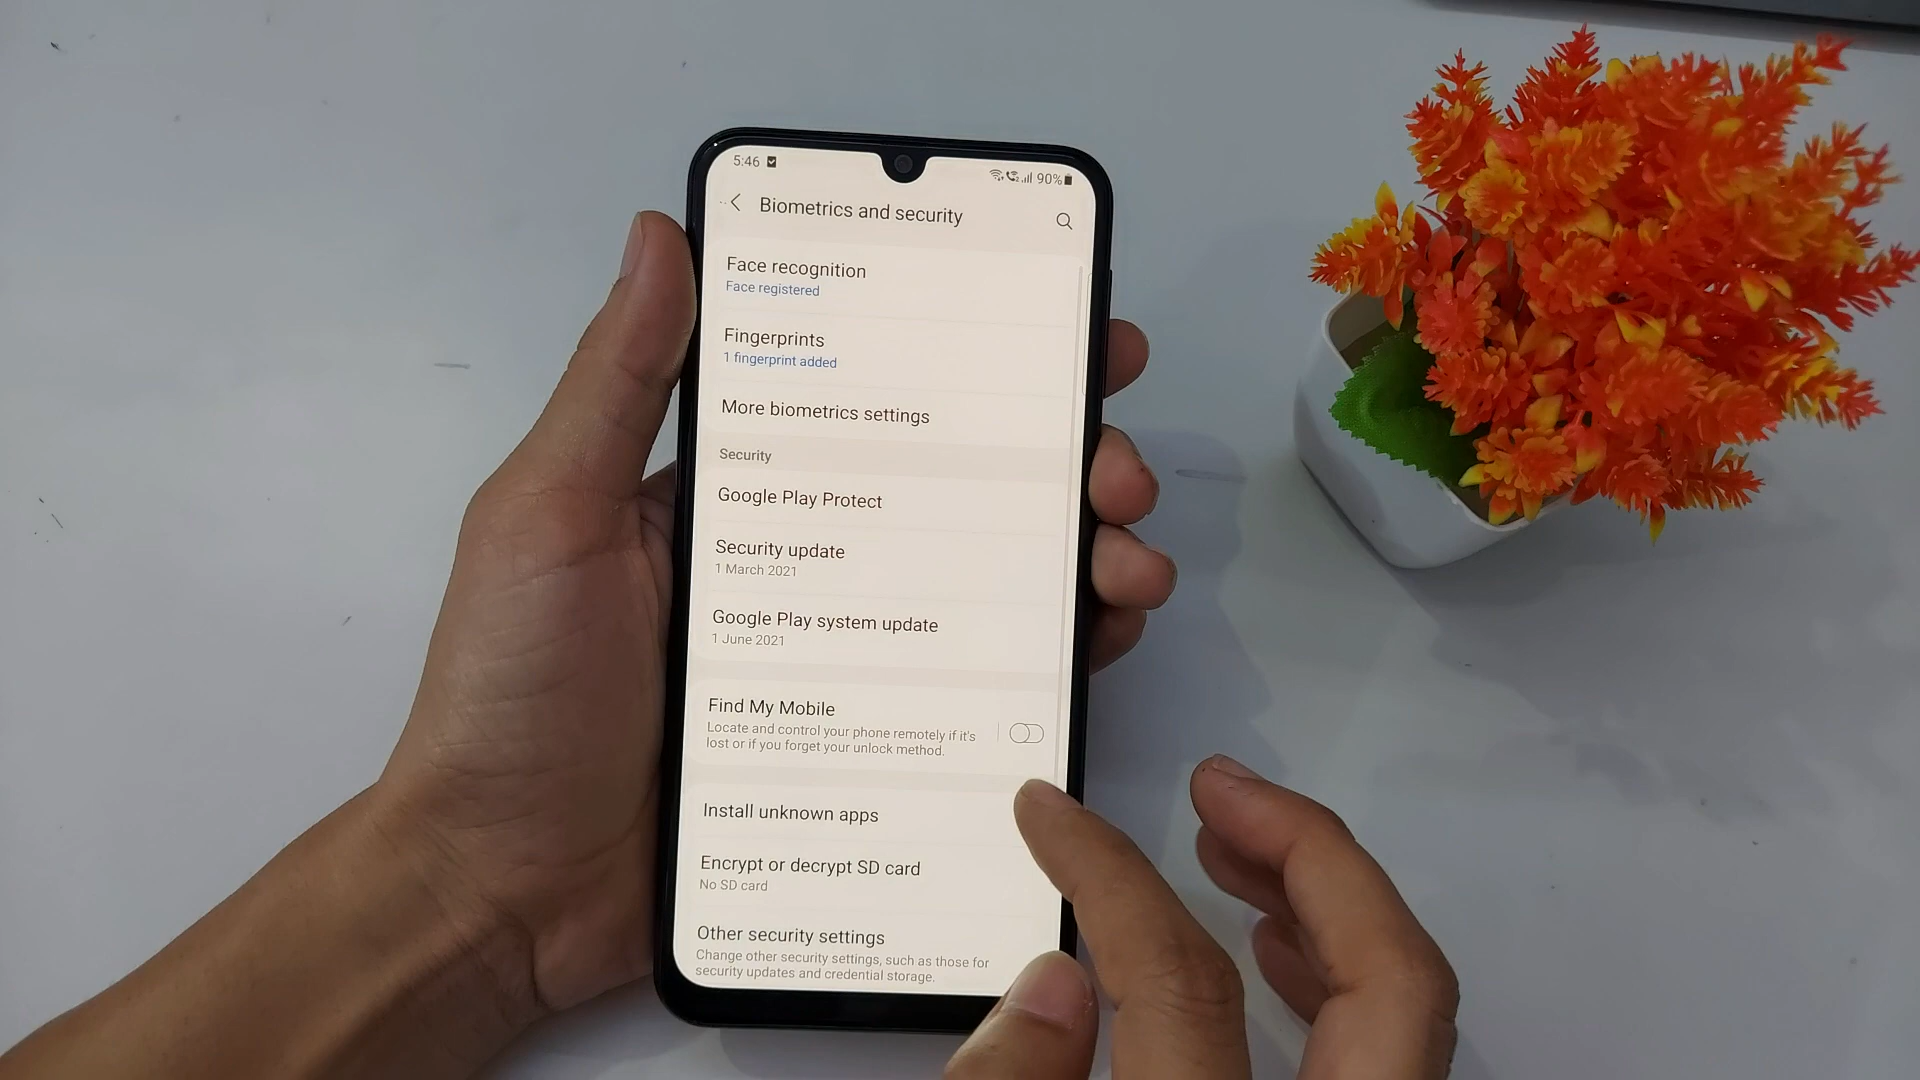 5:46
90%
Biometrics and security
Face recognition
Face registered
Fingerprints
1 fingerprint added
More biometrics settings
Security
Google Play Protect
Security update
1 March 2021
Google Play system update
1 June 2021
Find My Mobile
Locate and control your phone remotely if it's
lost or if you forget your unlock method.
Install unknown apps
Encrypt or decrypt SD card
No SD card
Other security settings
Change other security settings, such as those for
security updates and credential storage.